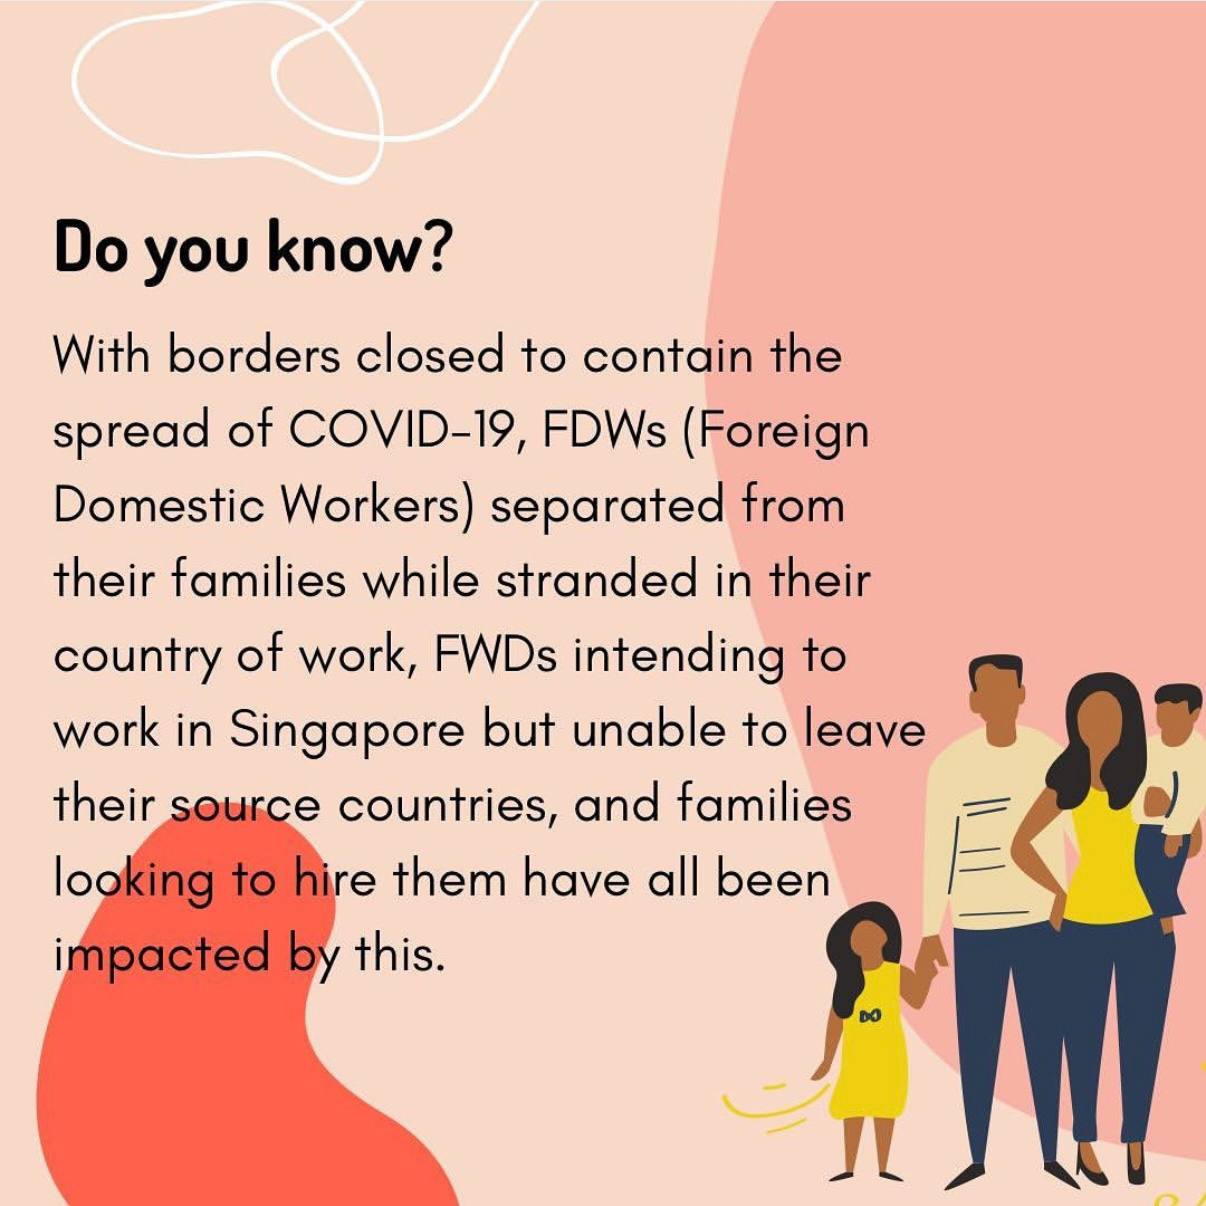 Do you know?
With borders closed to contain the
spread of COVID-19, FDWs (Foreign
Domestic Workers) separated from
their families while stranded in their
country of work, FWDs intending to
work in Singapore but unable to leave
their source countries, and families
looking to hire them have all been
impacted by this.